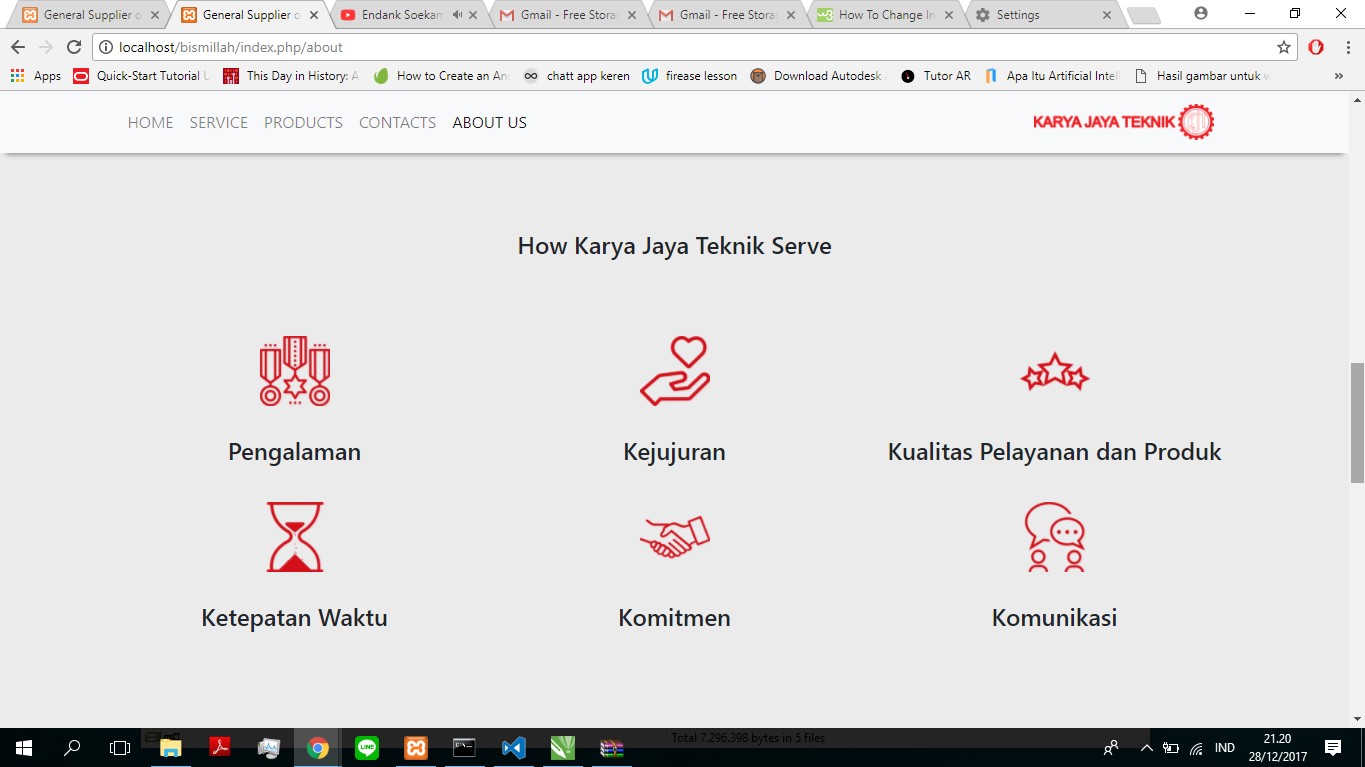 General Supplier o
General Supplier o
Endank Soekam
Gmail - Free Stora
Gmail - Free Stora
How To Change In
Settings
localhost/bismillah/index.php/about
Apps
Quick-Start Tutorial U
This Day in History: A
How to Create an An
chatt app keren
firease lesson
Download Autodesk
Tutor AR
Apa Itu Artificial Intel
Hasil gambar untuk w
HOME
SERVICE
PRODUCTS
CONTACTS
ABOUT US
KARYA JAYA TEKNIK
How Karya Jaya Teknik Serve
Pengalaman
Kejujuran
Kualitas Pelayanan dan Produk
Ketepatan Waktu
Komitmen
Komunikasi
Total 7.296.398 bytes in 5 files
IND
21.20
28/12/2017